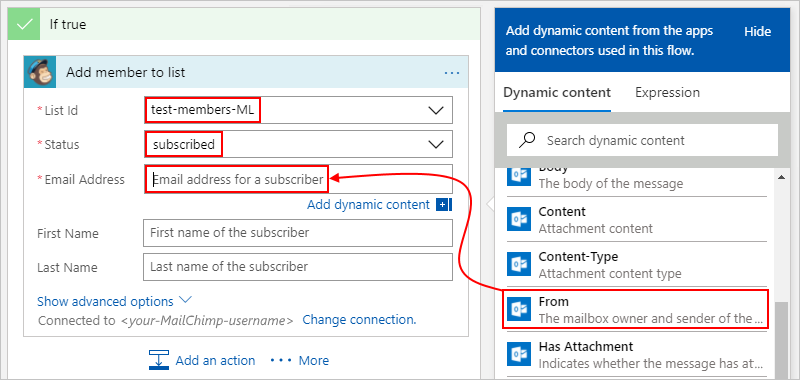 If true
Add member to list
...
* List Id
test-members-ML
* Status
subscribed
* Email Address
Email address for a subscriber
Add dynamic content
First Name
First name of the subscriber
Last Name
Last name of the subscriber
Show advanced options
Connected to <your-MailChimp-username> Change connection.
Add an action
... More
Add dynamic content from the apps
and connectors used in this flow.
Hide
Dynamic content
Expression
Search dynamic content
Body
The body of the message
Content
Attachment content
Content-Type
Attachment content type
From
The mailbox owner and sender of the ...
Has Attachment
Indicates whether the message has at...